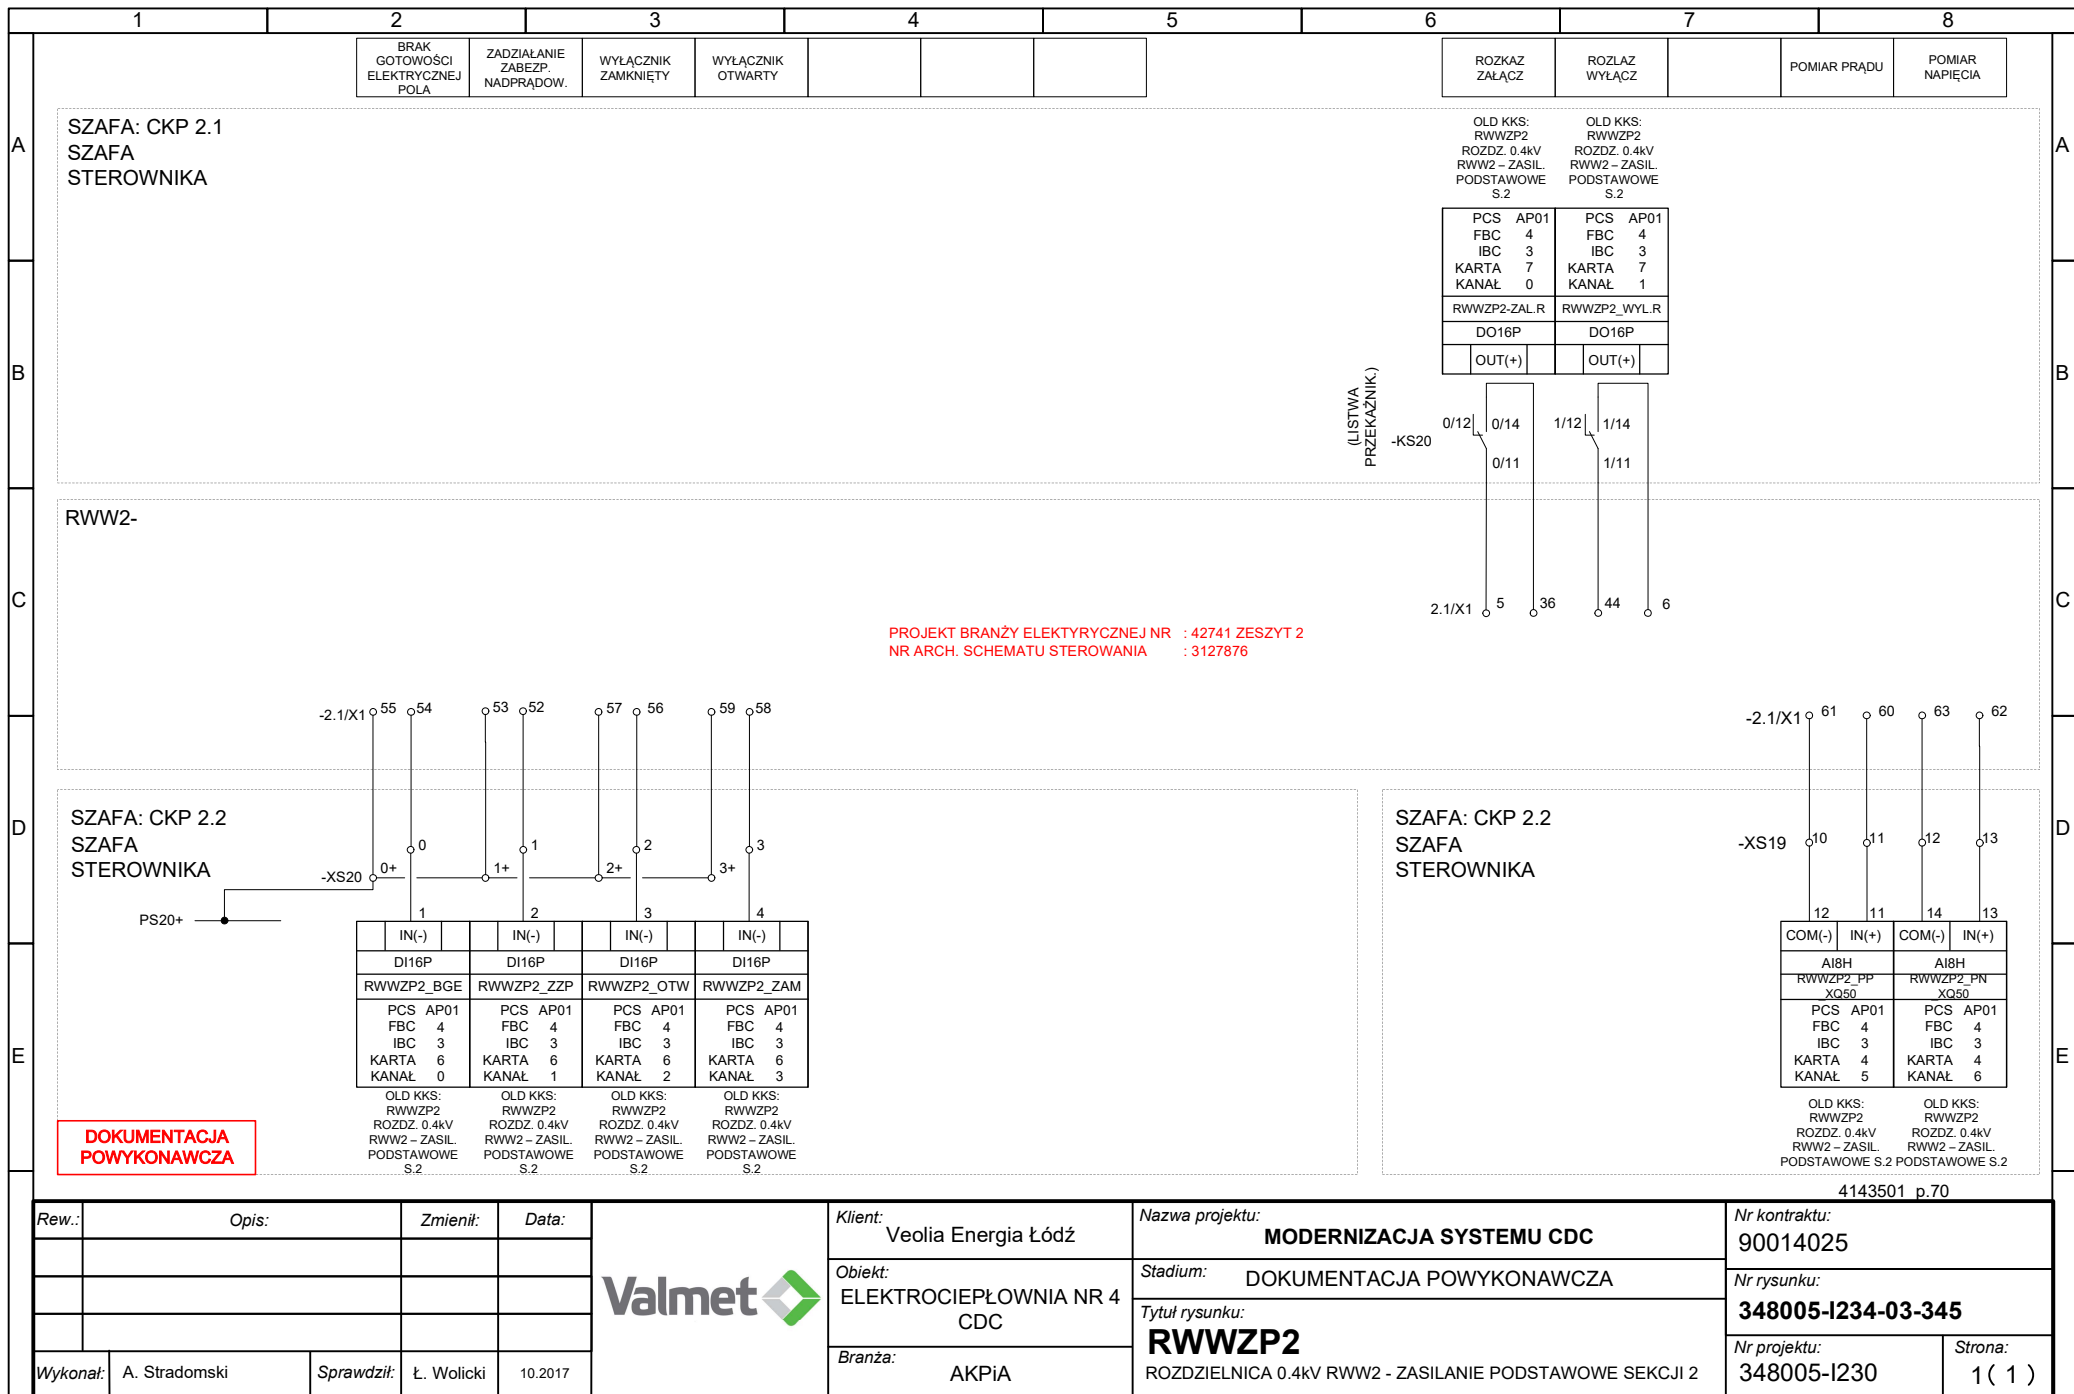 1 2 3 4 5 6 7 8
BRAK
GOTOWOŚCI
ELEKTRYCZNEJ
POLA
ZADZIAŁANIE
ZABEZP.
NADPRĄDOW.
WYŁĄCZNIK
ZAMKNIĘTY
WYŁĄCZNIK
OTWARTY
ROZKAZ
ZAŁĄCZ
ROZLAZ
WYŁĄCZ
POMIAR PRĄDU
POMIAR
NAPIĘCIA
A
A
SZAFA: CKP 2.1
SZAFA
STEROWNIKA
OLD KKS:
RWWZP2
ROZDZ. 0.4kV
RWW2 – ZASIL.
PODSTAWOWE
S.2
OLD KKS:
RWWZP2
ROZDZ. 0.4kV
RWW2 – ZASIL.
PODSTAWOWE
S.2
PCS AP01
FBC 4
IBC 3
KARTA 7
KANAŁ 0
PCS AP01
FBC 4
IBC 3
KARTA 7
KANAŁ 1
RWWZP2-ZAL.R
RWWZP2_WYL.R
DO16P
DO16P
OUT(+)
OUT(+)
B
B
(LISTWA
PRZEKAŹNIK.)
-KS20
0/12
0/14
0/11
1/12
1/14
1/11
RWW2-
C
C
2.1/X1 5 36 44 6
PROJEKT BRANŻY ELEKTYRYCZNEJ NR : 42741 ZESZYT 2
NR ARCH. SCHEMATU STEROWANIA : 3127876
-2.1/X1 55 54 53 52 57 56 59 58
-2.1/X1 61 60 63 62
D
D
SZAFA: CKP 2.2
SZAFA
STEROWNIKA
0 1 2 3
-XS20 0+ 1+ 2+ 3+
PS20+
1 2 3 4
IN(-) IN(-) IN(-) IN(-)
DI16P DI16P DI16P DI16P
RWWZP2_BGE RWWZP2_ZZP RWWZP2_OTW RWWZP2_ZAM
PCS AP01
FBC 4
IBC 3
KARTA 6
KANAŁ 0
PCS AP01
FBC 4
IBC 3
KARTA 6
KANAŁ 1
PCS AP01
FBC 4
IBC 3
KARTA 6
KANAŁ 2
PCS AP01
FBC 4
IBC 3
KARTA 6
KANAŁ 3
OLD KKS:
RWWZP2
ROZDZ. 0.4kV
RWW2 – ZASIL.
PODSTAWOWE
S.2
OLD KKS:
RWWZP2
ROZDZ. 0.4kV
RWW2 – ZASIL.
PODSTAWOWE
S.2
OLD KKS:
RWWZP2
ROZDZ. 0.4kV
RWW2 – ZASIL.
PODSTAWOWE
S.2
OLD KKS:
RWWZP2
ROZDZ. 0.4kV
RWW2 – ZASIL.
PODSTAWOWE
S.2
SZAFA: CKP 2.2
SZAFA
STEROWNIKA
-XS19 10 11 12 13
12 11 14 13
COM(-) IN(+) COM(-) IN(+)
AI8H AI8H
RWWZP2_PP
_XQ50
RWWZP2_PN
_XQ50
PCS AP01
FBC 4
IBC 3
KARTA 4
KANAŁ 5
PCS AP01
FBC 4
IBC 3
KARTA 4
KANAŁ 6
OLD KKS:
RWWZP2
ROZDZ. 0.4kV
RWW2 – ZASIL.
PODSTAWOWE S.2
OLD KKS:
RWWZP2
ROZDZ. 0.4kV
RWW2 – ZASIL.
PODSTAWOWE S.2
E
E
DOKUMENTACJA
POWYKONAWCZA
4143501 p.70
Rew.: Opis: Zmienił: Data:
Wykonał: A. Stradomski Sprawdził: Ł. Wolicki 10.2017
Valmet
Klient:
Veolia Energia Łódź
Obiekt:
ELEKTROCIEPŁOWNIA NR 4
CDC
Branża:
AKPiA
Nazwa projektu:
MODERNIZACJA SYSTEMU CDC
Stadium: DOKUMENTACJA POWYKONAWCZA
Tytuł rysunku:
RWWZP2
ROZDZIELNICA 0.4kV RWW2 - ZASILANIE PODSTAWOWE SEKCJI 2
Nr kontraktu:
90014025
Nr rysunku:
348005-I234-03-345
Nr projektu:
348005-I230
Strona:
1( 1 )